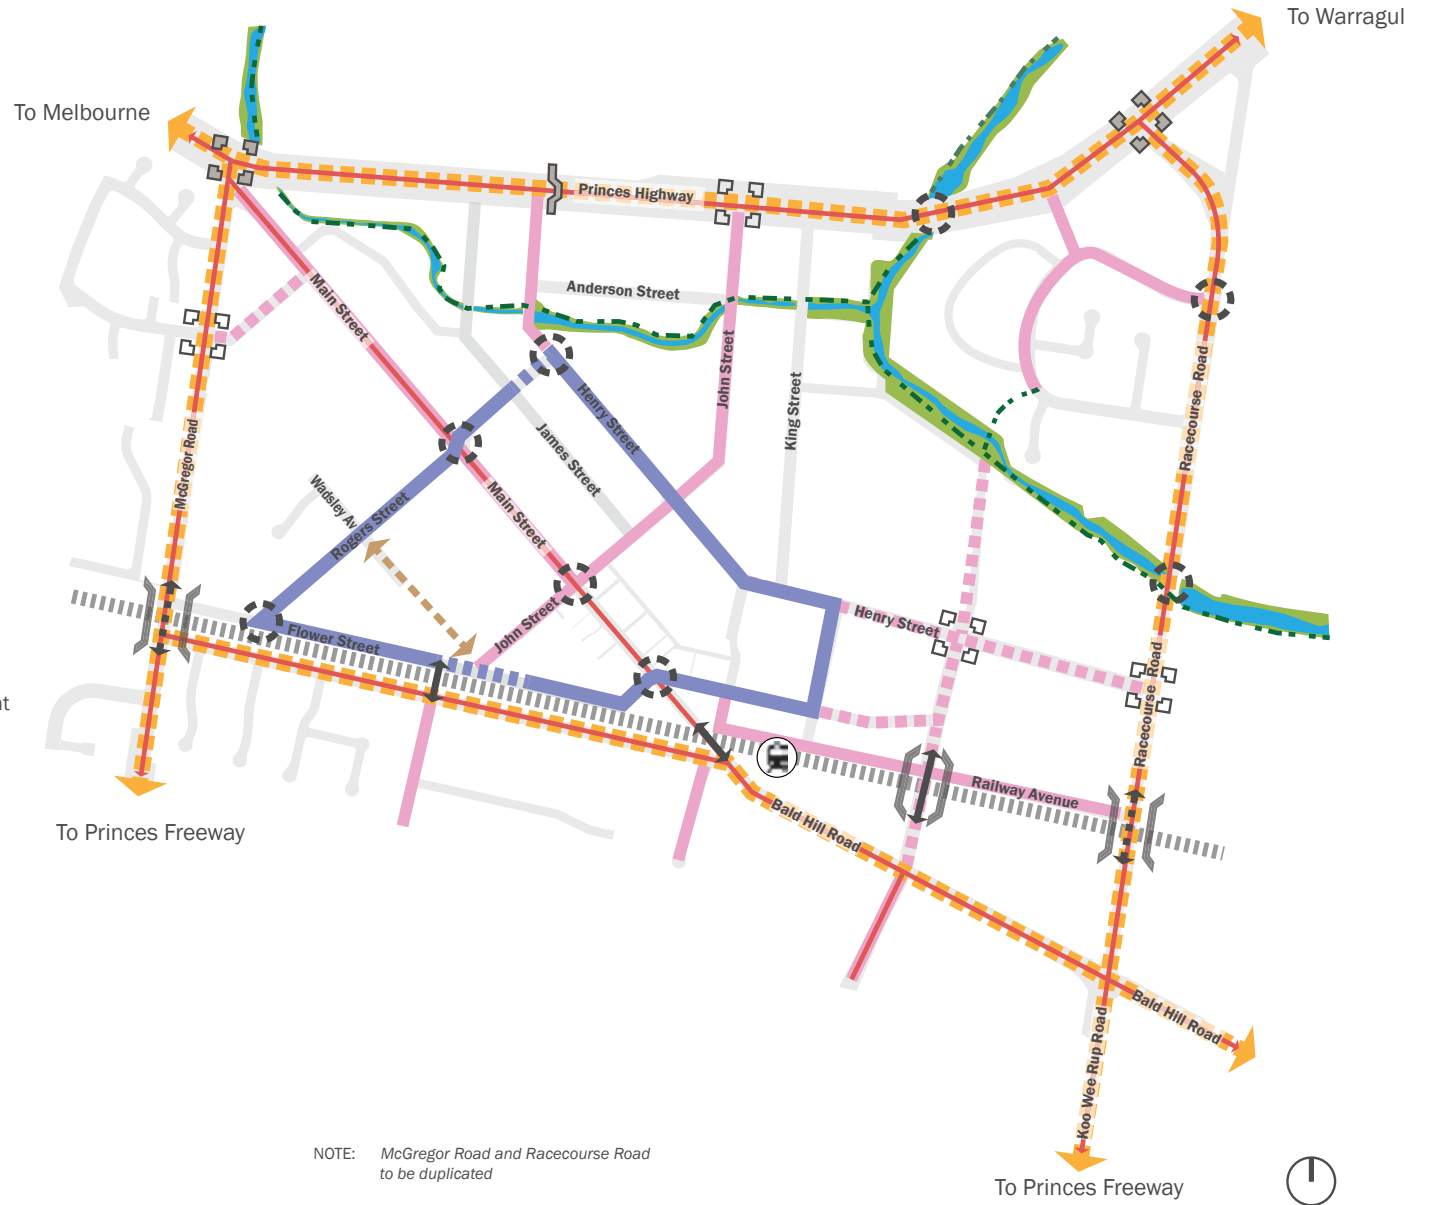 To Warragul
To Melbourne
Princes Highway
Anderson Street
Main Street
John Street
King Street
Henry Street
James Street
Racecourse Road
McGregor Road
Wadsley Av
Main Street
Rogers Street
John Street
Henry Street
Flower Street
Racecourse Road
Railway Avenue
Bald Hill Road
To Princes Freeway
Bald Hill Road
Koo Wee Rup Road
NOTE: McGregor Road and Racecourse Road
to be duplicated
To Princes Freeway